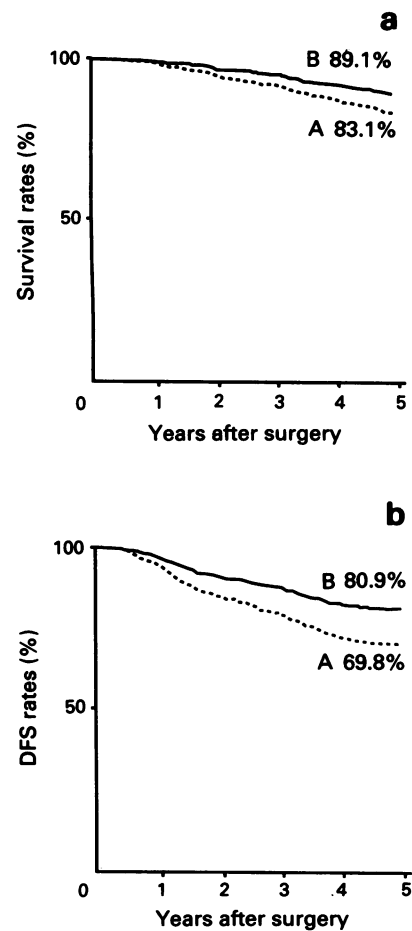 a
100
B 89.1%
A 83.1%
50
Survival rates (%)
0 1 2 3 4 5
Years after surgery
b
100
B 80.9%
A 69.8%
50
DFS rates (%)
0 1 2 3 .4 5
Years after surgery